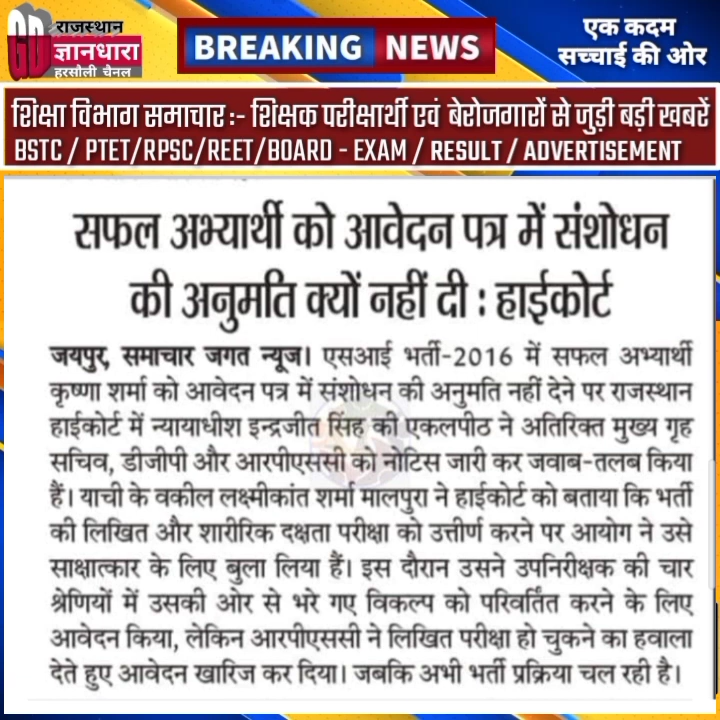 GD
राजस्थान
ज्ञानधारा
हरसौली चैनल
BREAKING NEWS
एक कदम
सच्चाई की ओर
शिक्षा विभाग समाचार :- शिक्षक परीक्षार्थी एवं बेरोजगारों से जुड़ी बड़ी खबरें
BSTC / PTET/RPSC/REET/BOARD - EXAM / RESULT / ADVERTISEMENT
सफल अभ्यार्थी को आवेदन पत्र में संशोधन
की अनुमति क्यों नहीं दी : हाईकोर्ट
जयपुर, समाचार जगत न्यूज। एसआई भर्ती-2016 में सफल अभ्यार्थी
कृष्णा शर्मा को आवेदन पत्र में संशोधन की अनुमति नहीं देने पर राजस्थान
हाईकोर्ट में न्यायाधीश इन्द्रजीत सिंह की एकलपीठ ने अतिरिक्त मुख्य गृह
सचिव, डीजीपी और आरपीएससी को नोटिस जारी कर जवाब-तलब किया
हैं। याची के वकील लक्ष्मीकांत शर्मा मालपुरा ने हाईकोर्ट को बताया कि भर्ती
की लिखित और शारीरिक दक्षता परीक्षा को उत्तीर्ण करने पर आयोग ने उसे
साक्षात्कार के लिए बुला लिया हैं। इस दौरान उसने उपनिरीक्षक की चार
श्रेणियों में उसकी ओर से भरे गए विकल्प को परिवर्तित करने के लिए
आवेदन किया, लेकिन आरपीएससी ने लिखित परीक्षा हो चुकने का हवाला
देते हुए आवेदन खारिज कर दिया। जबकि अभी भर्ती प्रक्रिया चल रही है।